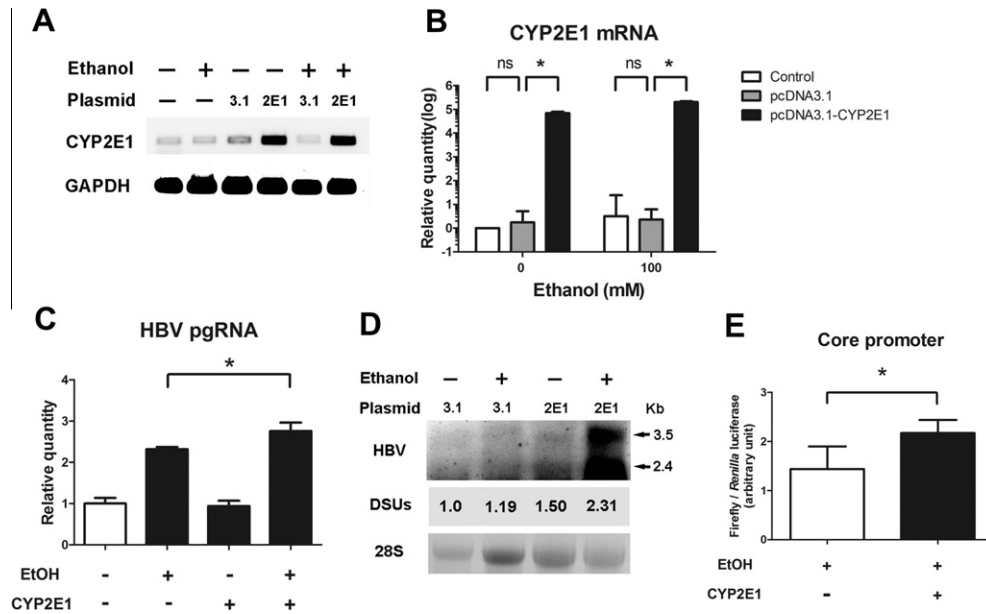 A
Ethanol − + − − + +
Plasmid − − 3.1 2E1 3.1 2E1
CYP2E1
GAPDH
B
CYP2E1 mRNA
ns * ns *
Relative quantity(log)
6
5
4
3
2
1
0
-1
0 100
Ethanol (mM)
Control
pcDNA3.1
pcDNA3.1-CYP2E1
C
HBV pgRNA
*
Relative quantity
4
3
2
1
0
EtOH - + - +
CYP2E1 - - + +
D
Ethanol − + − +
Plasmid 3.1 3.1 2E1 2E1 Kb
HBV
3.5
2.4
DSUs 1.0 1.19 1.50 2.31
28S
E
Core promoter
*
Firefly / Renilla luciferase
(arbitrary unit)
3
2
1
0
EtOH + +
CYP2E1 +